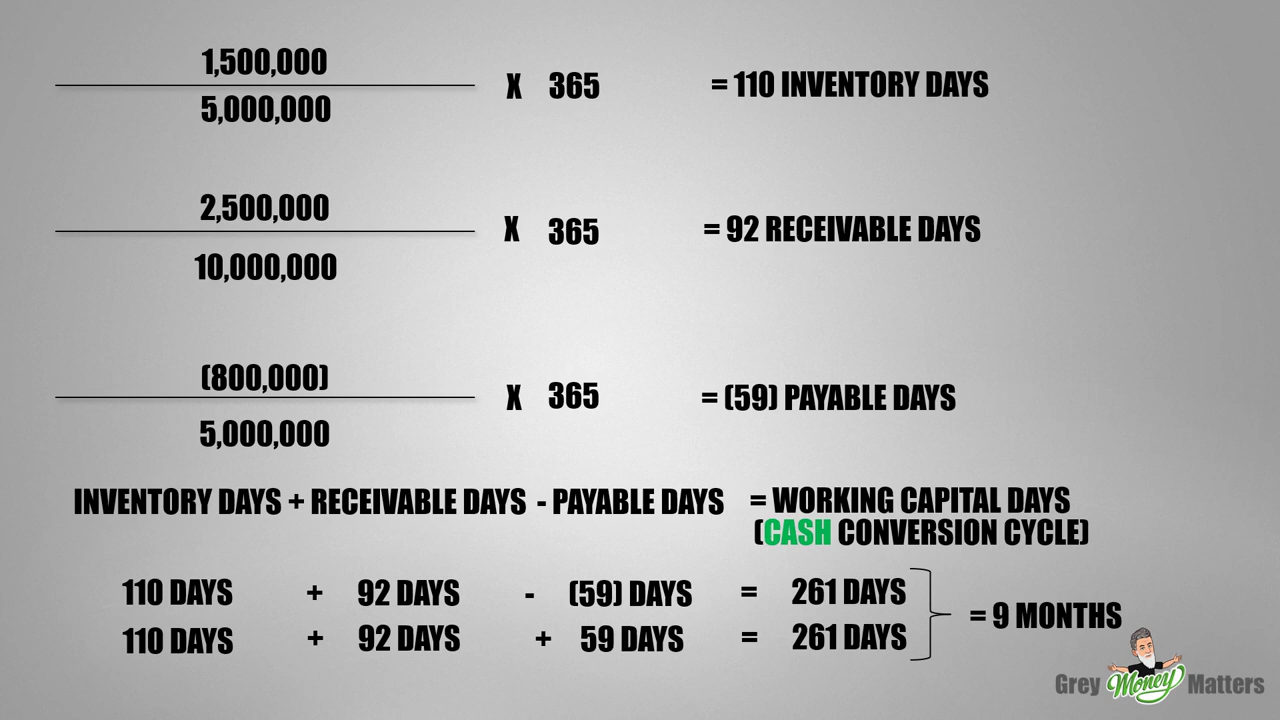 1,500,000
5,000,000
X 365 = 110 INVENTORY DAYS
2,500,000
10,000,000
X 365 = 92 RECEIVABLE DAYS
(800,000)
5,000,000
X 365 = (59) PAYABLE DAYS
INVENTORY DAYS + RECEIVABLE DAYS - PAYABLE DAYS = WORKING CAPITAL DAYS
(CASH CONVERSION CYCLE)
110 DAYS + 92 DAYS - (59) DAYS = 261 DAYS
110 DAYS + 92 DAYS + 59 DAYS = 261 DAYS
= 9 MONTHS
Grey Money Matters